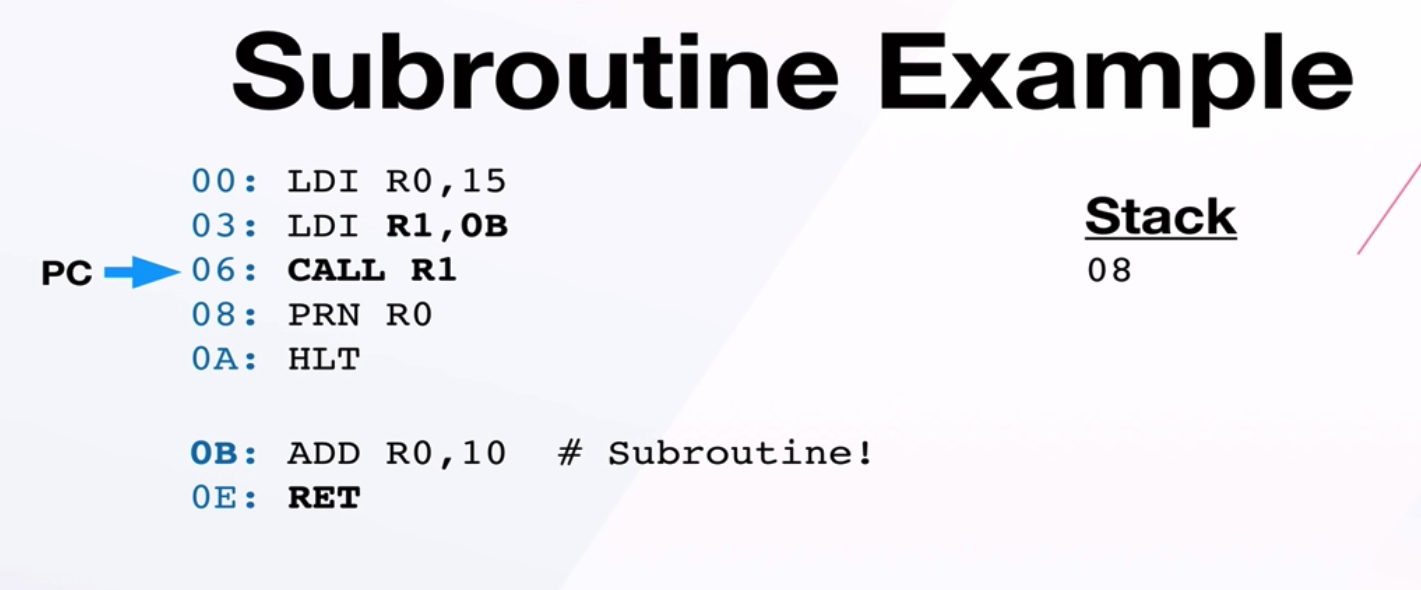 Subroutine Example
00: LDI R0,15
03: LDI R1,0B
PC 06: CALL R1
08: PRN R0
0A: HLT
0B: ADD R0,10 # Subroutine!
0E: RET
Stack
08